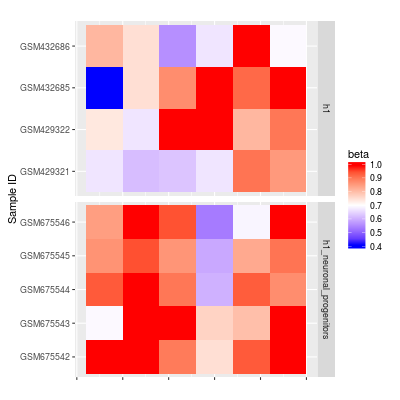 GSM432686
GSM432685
GSM429322
GSM429321
h1
GSM675546
GSM675545
GSM675544
GSM675543
GSM675542
h1_neuronal_progenitors
Sample ID
beta
1.0
0.9
0.8
0.7
0.6
0.5
0.4